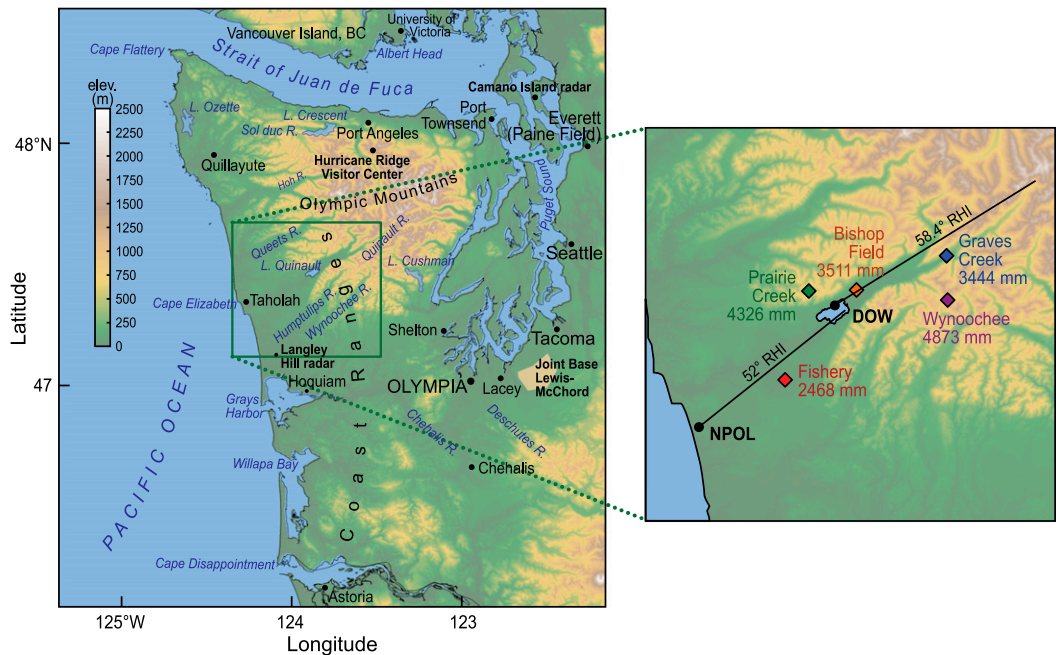 University of
Victoria
Vancouver Island, BC
Albert Head
Cape Flattery
Strait of Juan de Fuca
elev.
(m)
2500
2250
2000
1750
1500
1250
1000
750
500
250
0
Camano Island radar
L. Ozette
L. Crescent
Port
Townsend
Everett
(Paine Field)
Sol duc R.
Port Angeles
48°N
Quillayute
Hurricane Ridge
Visitor Center
Hoh R.
Olympic Mountains
Puget Sound
Queets R.
Quinault R.
Seattle
L. Quinault
L. Cushman
Cape Elizabeth
Taholah
Humptulips R.
Wynoochee R.
Shelton
Tacoma
Langley
Hill radar
Joint Base
Lewis-
McChord
47
Hoquiam
OLYMPIA
Lacey
Grays
Harbor
Coast Ranges
Chehalis R.
Deschutes R.
Willapa Bay
Chehalis
PACIFIC OCEAN
Cape Disappointment
Astoria
Latitude
125°W
124
123
Longitude
58.4° RHI
Bishop
Field
3511 mm
Graves
Creek
3444 mm
Prairie
Creek
4326 mm
DOW
Wynoochee
4873 mm
52° RHI
Fishery
2468 mm
NPOL